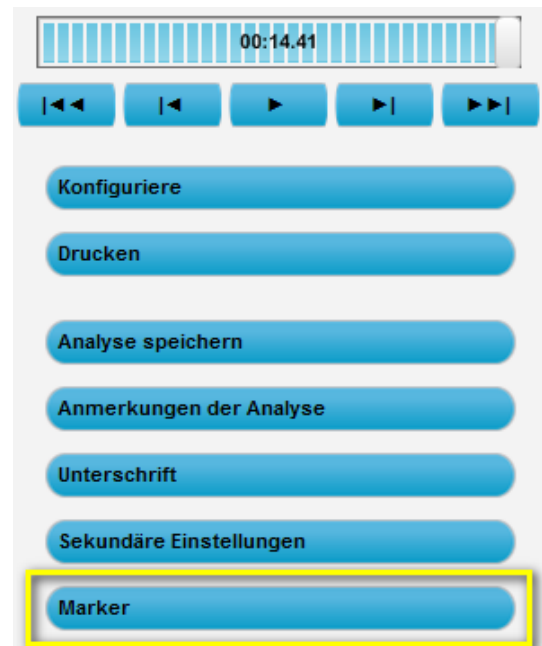 00:14.41
Konfiguriere
Drucken
Analyse speichern
Anmerkungen der Analyse
Unterschrift
Sekundäre Einstellungen
Marker